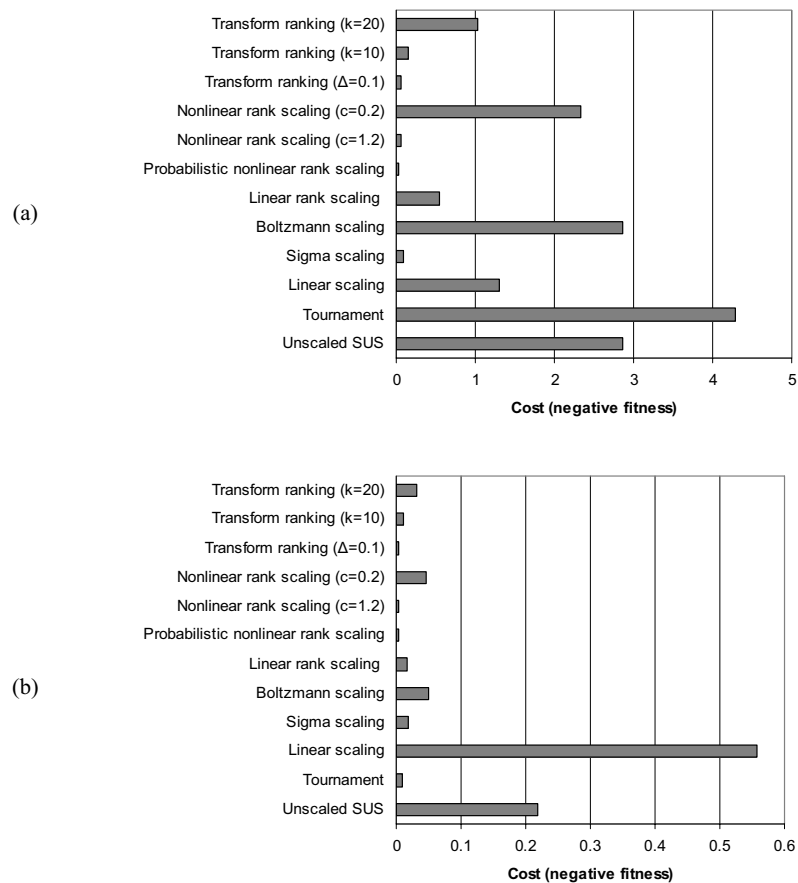 Transform ranking (k=20)
Transform ranking (k=10)
Transform ranking (Δ=0.1)
Nonlinear rank scaling (c=0.2)
Nonlinear rank scaling (c=1.2)
Probabilistic nonlinear rank scaling
Linear rank scaling
(a)
Boltzmann scaling
Sigma scaling
Linear scaling
Tournament
Unscaled SUS
0 1 2 3 4 5
Cost (negative fitness)
Transform ranking (k=20)
Transform ranking (k=10)
Transform ranking (Δ=0.1)
Nonlinear rank scaling (c=0.2)
Nonlinear rank scaling (c=1.2)
Probabilistic nonlinear rank scaling
Linear rank scaling
(b)
Boltzmann scaling
Sigma scaling
Linear scaling
Tournament
Unscaled SUS
0 0.1 0.2 0.3 0.4 0.5 0.6
Cost (negative fitness)